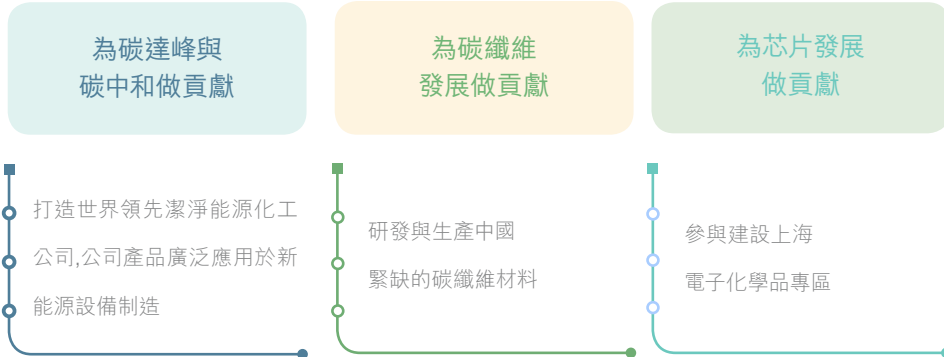 為碳達峰與
碳中和做貢獻
為碳纖維
發展做貢獻
為芯片發展
做貢獻
打造世界領先潔淨能源化工
公司,公司產品廣泛應用於新
能源設備制造
研發與生產中國
緊缺的碳纖維材料
參與建設上海
電子化學品專區